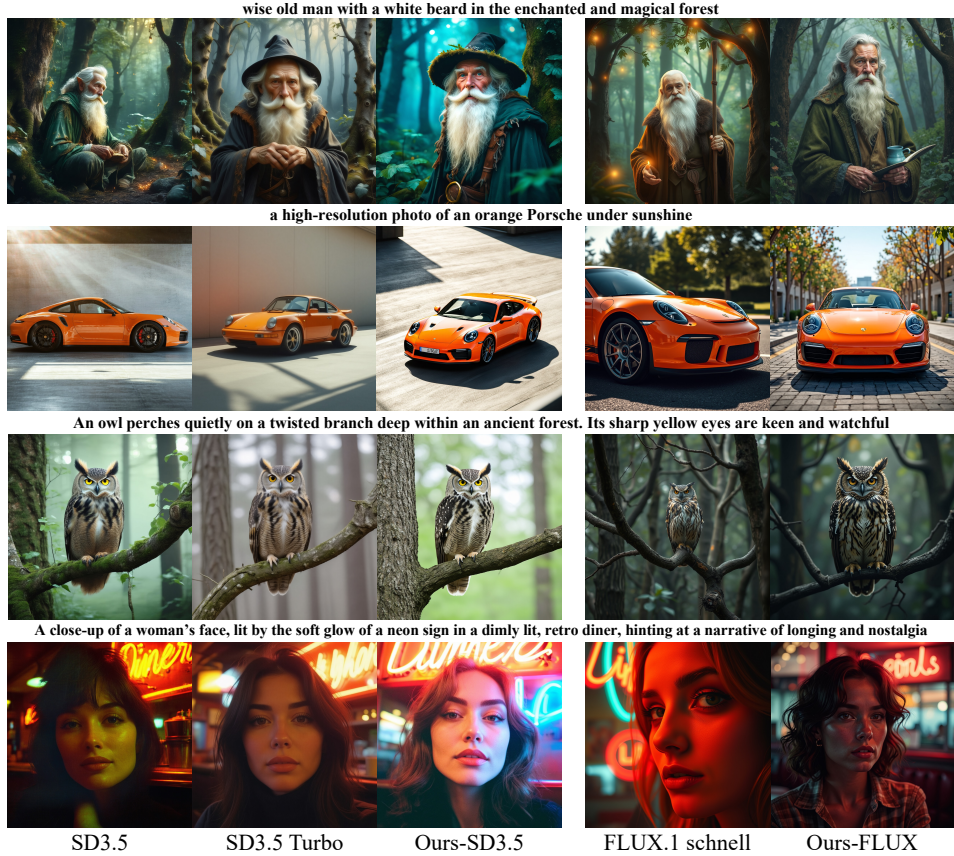 wise old man with a white beard in the enchanted and magical forest
a high-resolution photo of an orange Porsche under sunshine
An owl perches quietly on a twisted branch deep within an ancient forest. Its sharp yellow eyes are keen and watchful
A close-up of a woman's face, lit by the soft glow of a neon sign in a dimly lit, retro diner, hinting at a narrative of longing and nostalgia
SD3.5
SD3.5 Turbo
Ours-SD3.5
FLUX.1 schnell
Ours-FLUX